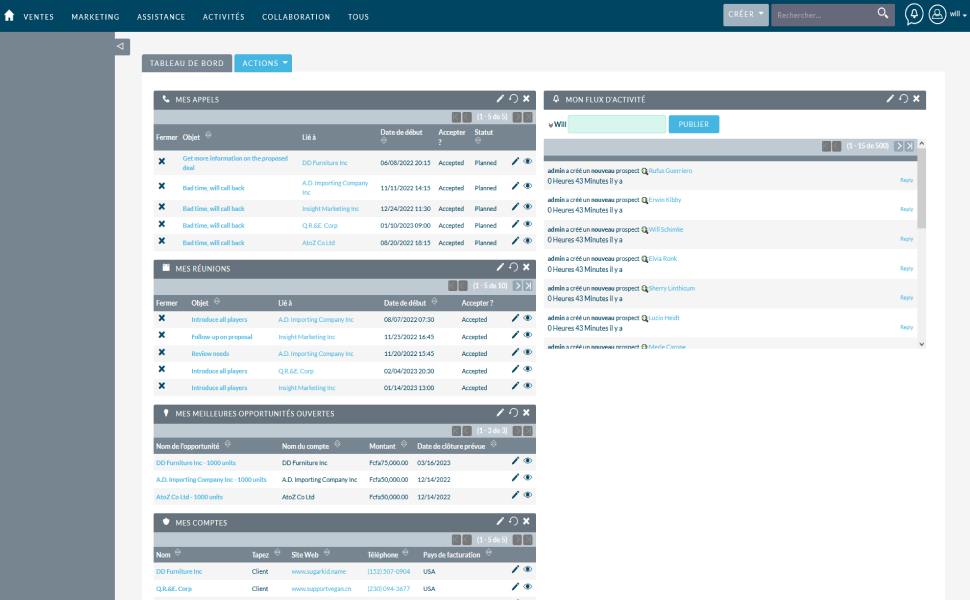 VENTES MARKETING ASSISTANCE ACTIVITÉS COLLABORATION TOUS CRÉER Rechercher... will
TABLEAU DE BORD ACTIONS
MES APPELS
(1 - 5 de 5)
Fermer Objet Lié à Date de début Accepter ? Statut
Get more information on the proposed deal DD Furniture Inc 06/08/2022 20:15 Accepted Planned
Bad time, will call back A.D. Importing Company Inc 11/11/2022 14:15 Accepted Planned
Bad time, will call back Insight Marketing Inc 12/24/2022 11:30 Accepted Planned
Bad time, will call back Q.R.&E. Corp 01/10/2023 09:00 Accepted Planned
Bad time, will call back AtoZ Co Ltd 08/20/2022 18:15 Accepted Planned
MES RÉUNIONS
(1 - 5 de 10)
Fermer Objet Lié à Date de début Accepter ?
Introduce all players A.D. Importing Company Inc 08/07/2022 07:30 Accepted
Follow-up on proposal Insight Marketing Inc 11/23/2022 16:45 Accepted
Review needs A.D. Importing Company Inc 11/20/2022 15:45 Accepted
Introduce all players Q.R.&E. Corp 02/04/2023 20:30 Accepted
Introduce all players Insight Marketing Inc 01/14/2023 13:00 Accepted
MES MEILLEURES OPPORTUNITÉS OUVERTES
(1 - 3 de 3)
Nom de l'opportunité Nom du compte Montant Date de clôture prévue
DD Furniture Inc - 1000 units DD Furniture Inc Fcfa75,000.00 03/16/2023
A.D. Importing Company Inc - 1000 units A.D. Importing Company Inc Fcfa50,000.00 12/14/2022
AtoZ Co Ltd - 1000 units AtoZ Co Ltd Fcfa50,000.00 12/14/2022
MES COMPTES
(1 - 5 de 5)
Nom Tapez Site Web Téléphone Pays de facturation
DD Furniture Inc Client www.sugarkid.name (152) 507-0904 USA
Q.R.&E. Corp Client www.supportvegan.cn (230) 094-3677 USA
MON FLUX D'ACTIVITÉ
Will PUBLIER
(1 - 15 de 500)
admin a créé un nouveau prospect Rufus Guerriero
0 Heures 43 Minutes il y a Reply
admin a créé un nouveau prospect Erwin Kibby
0 Heures 43 Minutes il y a Reply
admin a créé un nouveau prospect Will Schimke
0 Heures 43 Minutes il y a Reply
admin a créé un nouveau prospect Elvia Ronk
0 Heures 43 Minutes il y a Reply
admin a créé un nouveau prospect Sherry Linthicum
0 Heures 43 Minutes il y a Reply
admin a créé un nouveau prospect Lucio Heidt
0 Heures 43 Minutes il y a Reply
admin a créé un nouveau prospect Merle Carone